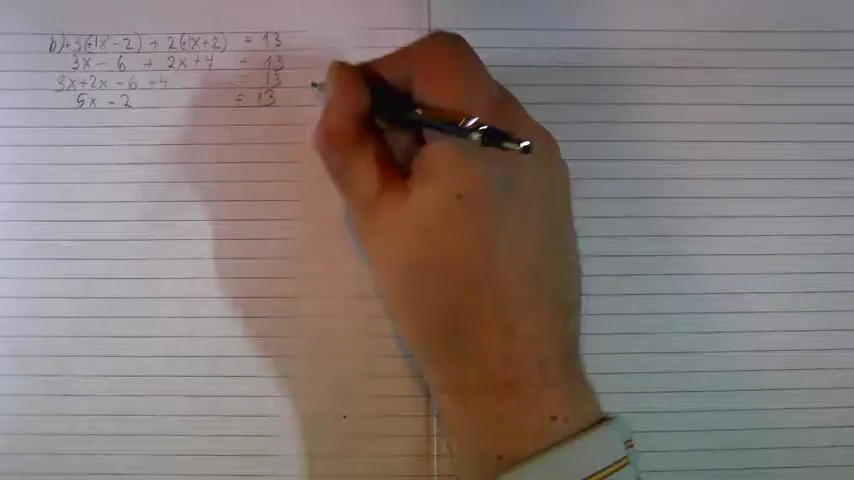 b) +3(+1x-2) + 2(+1x+2) = 13
3x - 6 + 2x + 4 = 13
3x+2x - 6 +4 = 13
5x - 2 = 13